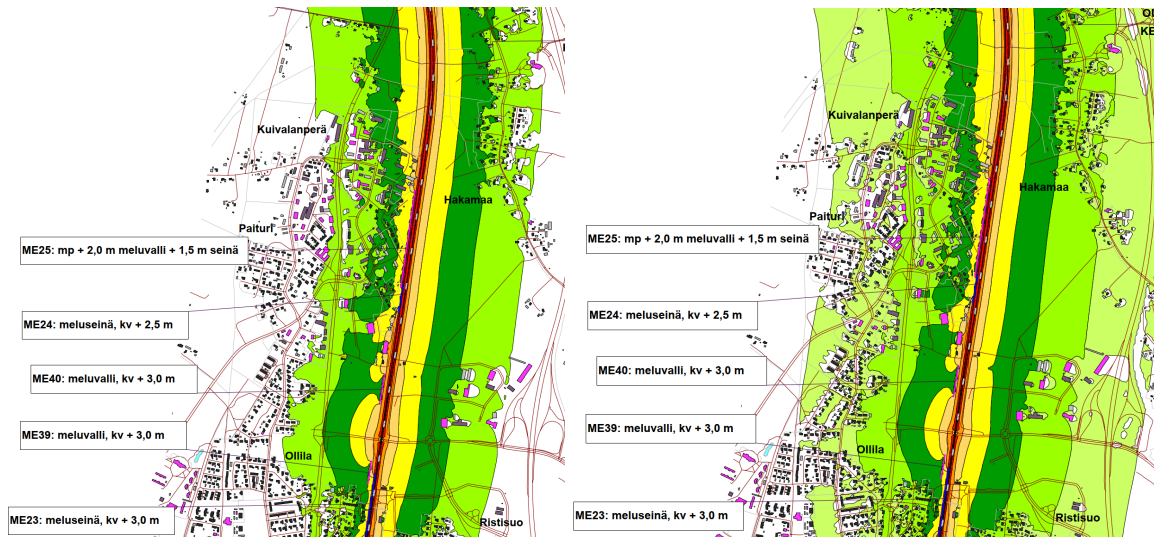 Kuivalanperä
Hakamaa
Paituri
ME25: mp + 2,0 m meluvalli + 1,5 m seinä
ME24: meluseinä, kv + 2,5 m
ME40: meluvalli, kv + 3,0 m
ME39: meluvalli, kv + 3,0 m
Ollila
ME23: meluseinä, kv + 3,0 m
Ristisuo
KE
Kuivalanperä
Hakamaa
Paituri
ME25: mp + 2,0 m meluvalli + 1,5 m seinä
ME24: meluseinä, kv + 2,5 m
ME40: meluvalli, kv + 3,0 m
ME39: meluvalli, kv + 3,0 m
Ollila
ME23: meluseinä, kv + 3,0 m
Ristisuo